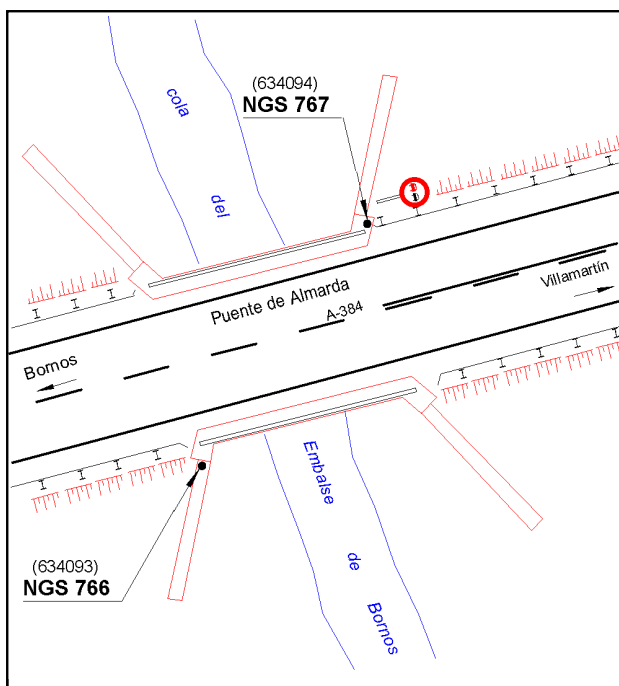 (634094)
NGS 767
cola
del
Puente de Almarda
A-384
Villamartín
Bornos
Embalse
de
Bornos
(634093)
NGS 766